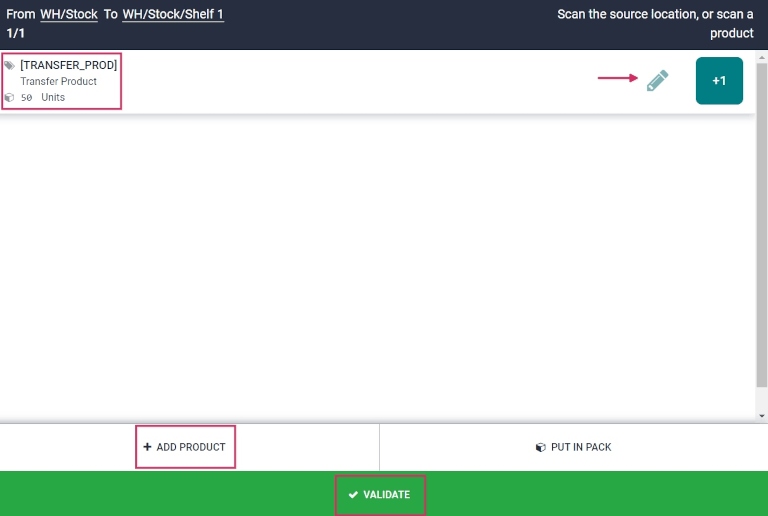 From WH/Stock To WH/Stock/Shelf 1
1/1
Scan the source location, or scan a
product
[TRANSFER_PROD]
Transfer Product
50 Units
+1
ADD PRODUCT
PUT IN PACK
VALIDATE